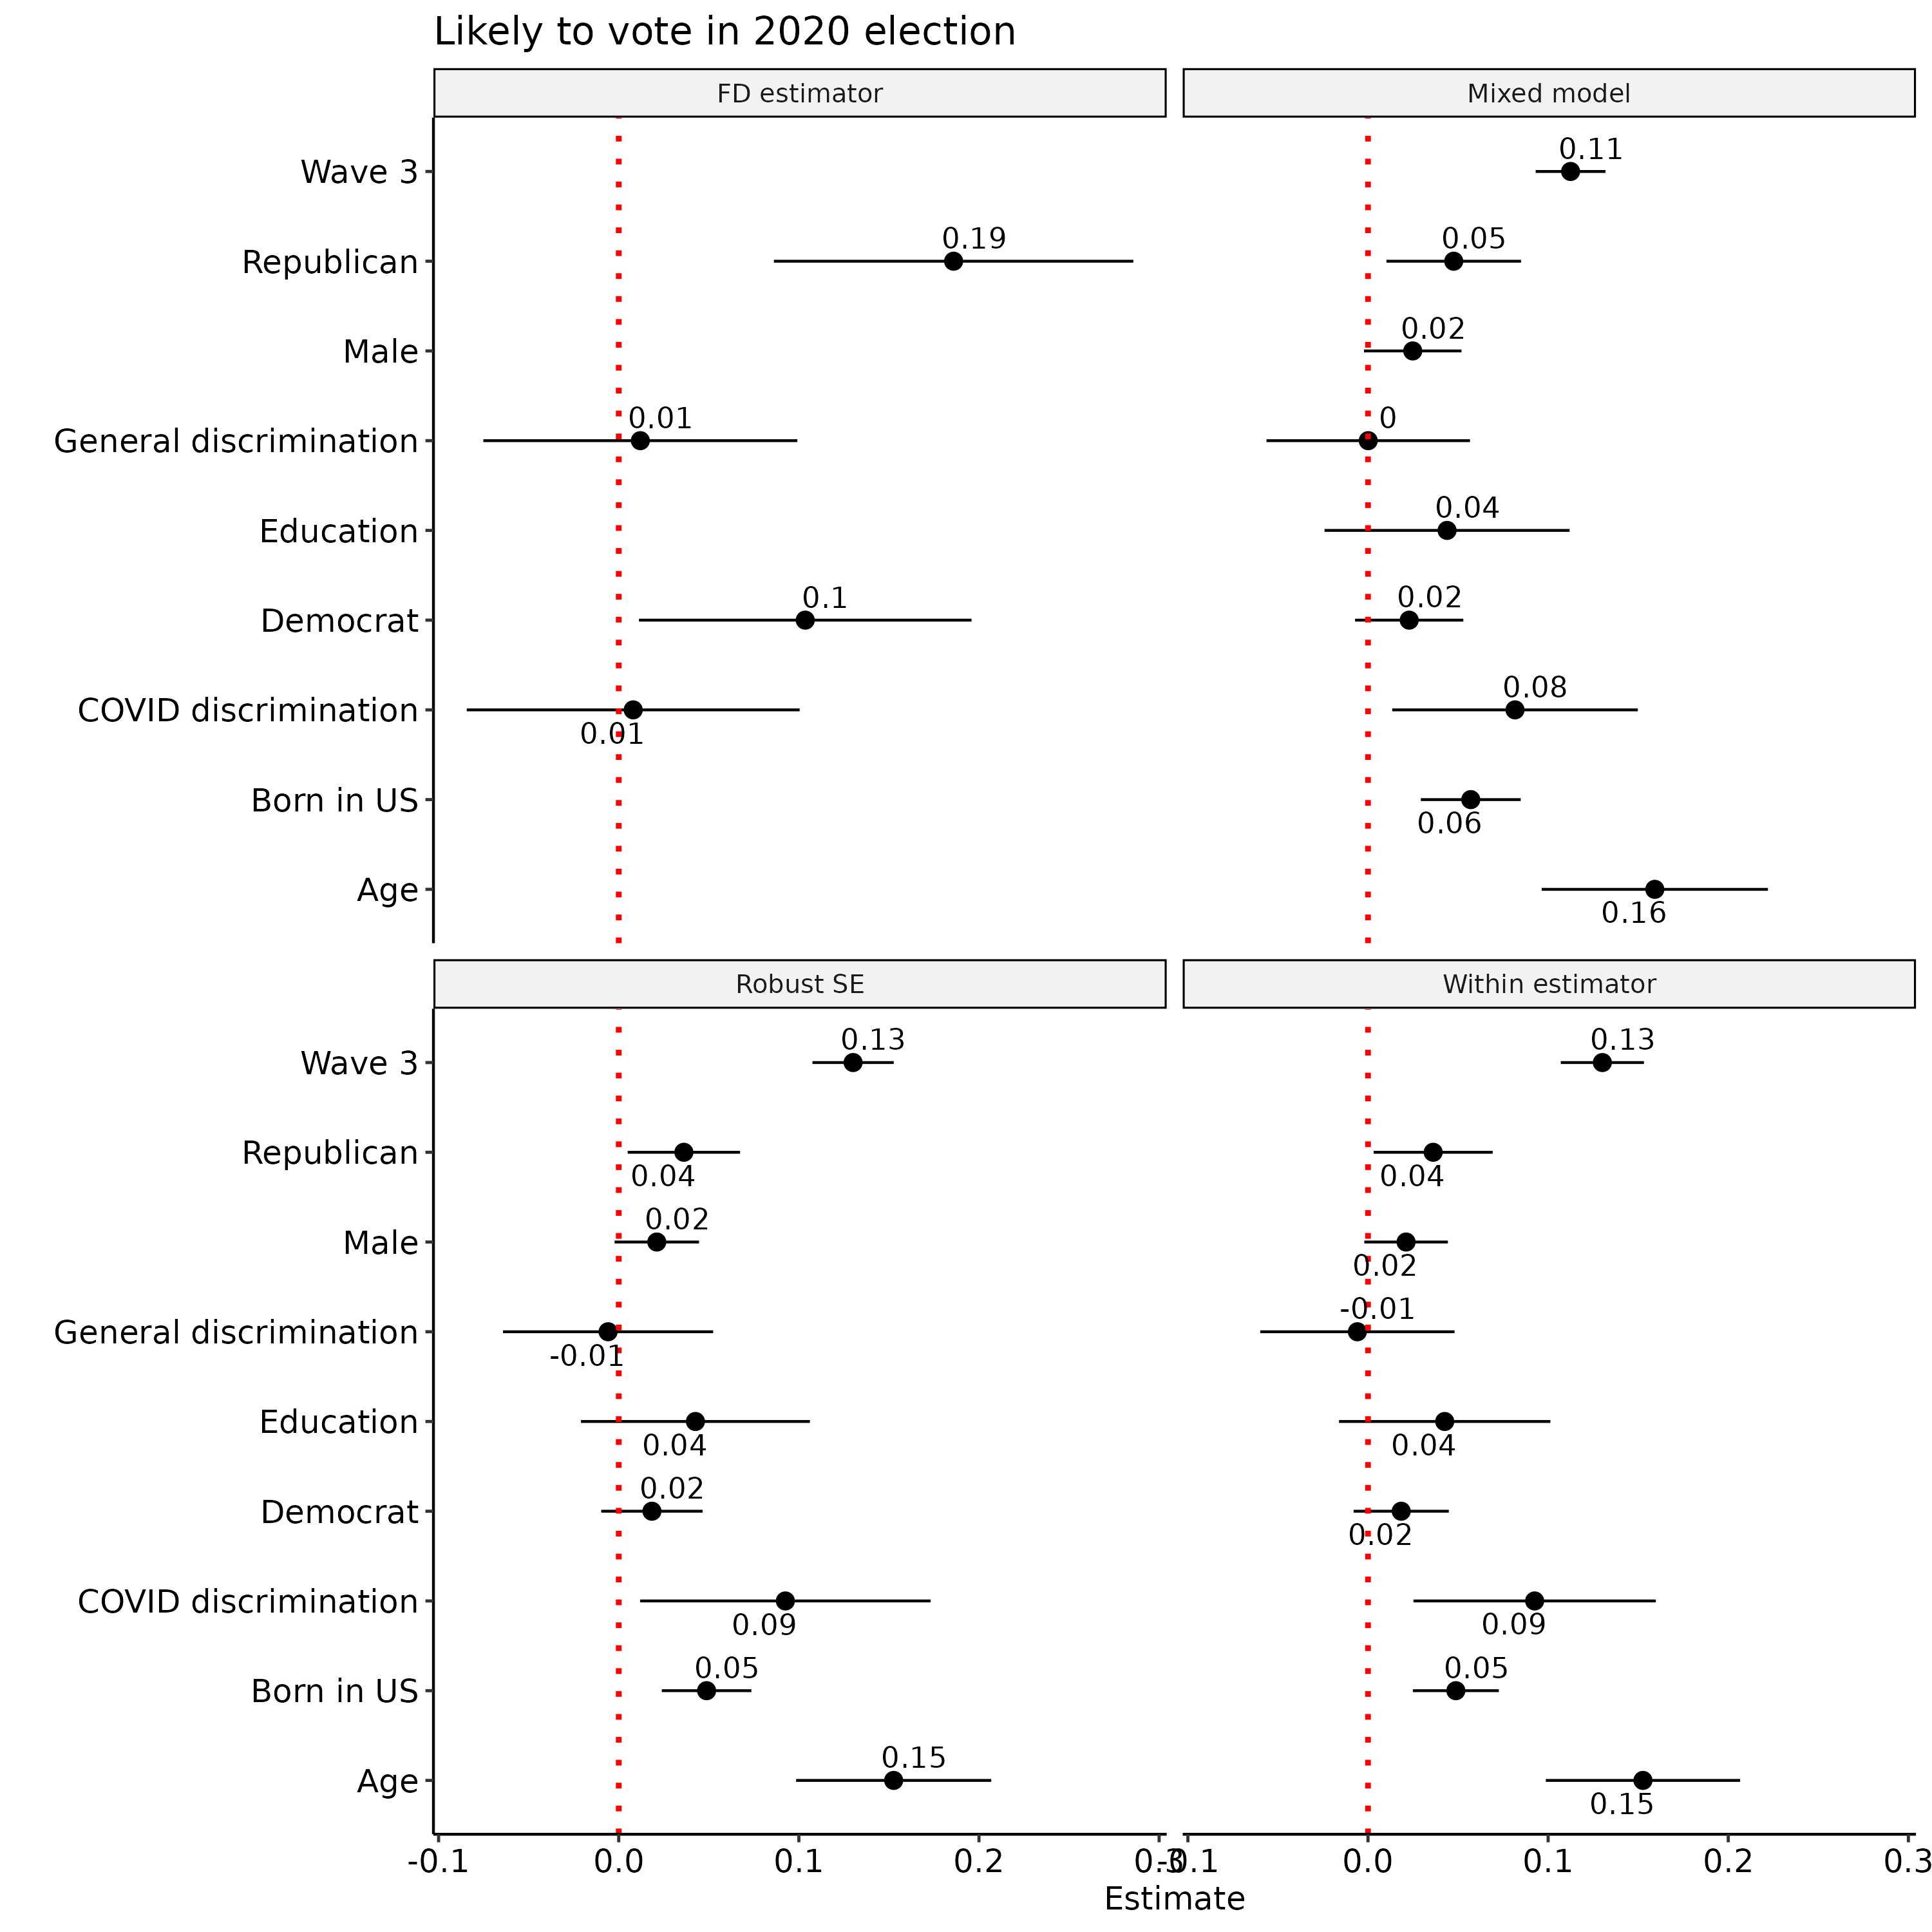 Likely to vote in 2020 election
FD estimator
Mixed model
Wave 3
0.11
Republican
0.19
0.05
Male
0.02
General discrimination
0.01
0
Education
0.04
Democrat
0.1
0.02
COVID discrimination
0.01
0.08
Born in US
0.06
Age
0.16
Robust SE
Within estimator
Wave 3
0.13
0.13
Republican
0.04
0.04
Male
0.02
0.02
General discrimination
-0.01
-0.01
Education
0.04
0.04
Democrat
0.02
0.02
COVID discrimination
0.09
0.09
Born in US
0.05
0.05
Age
0.15
0.15
-0.1 0.0 0.1 0.2 0.3
-0.1 0.0 0.1 0.2 0.3
Estimate